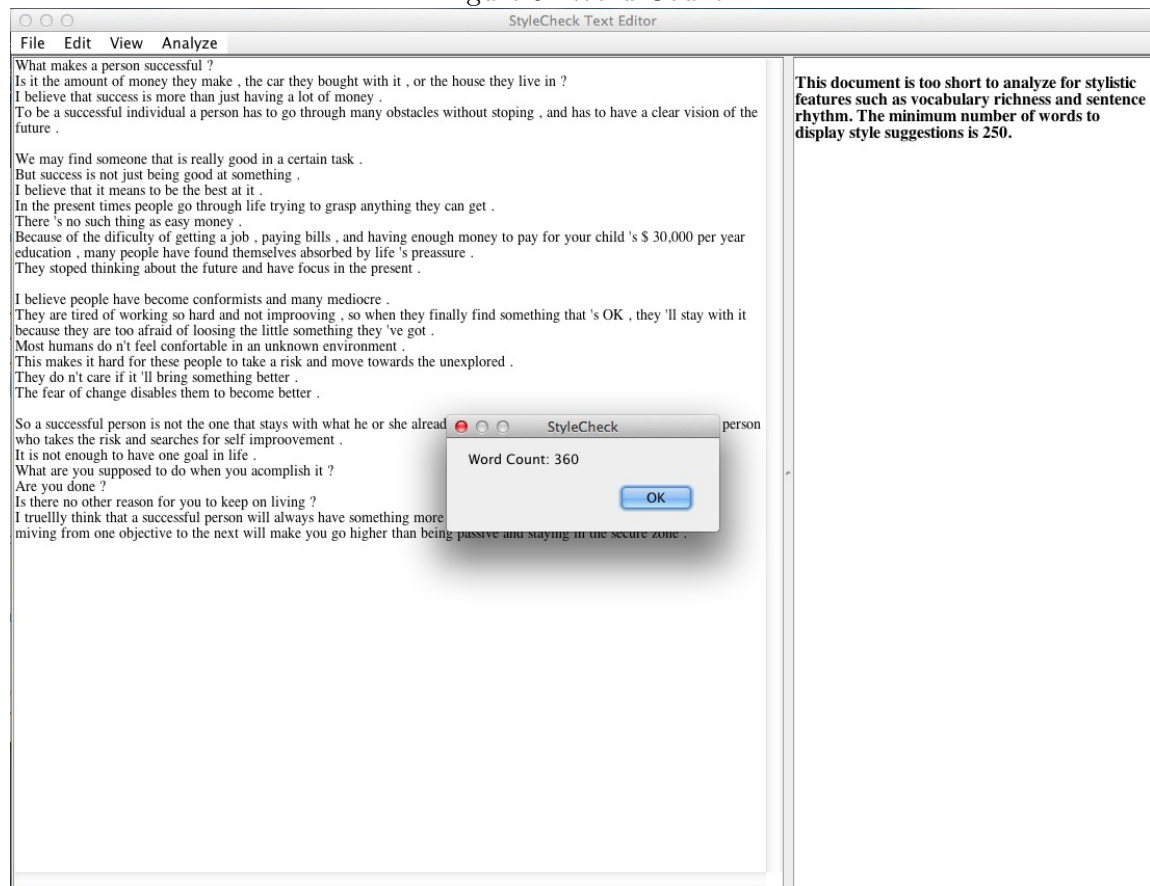 StyleCheck Text Editor
File Edit View Analyze
What makes a person successful ?
Is it the amount of money they make , the car they bought with it , or the house they live in ?
I believe that success is more than just having a lot of money .
To be a successful individual a person has to go through many obstacles without stoping , and has to have a clear vision of the
future .
We may find someone that is really good in a certain task .
But success is not just being good at something .
I believe that it means to be the best at it .
In the present times people go through life trying to grasp anything they can get .
There 's no such thing as easy money .
Because of the dificulty of getting a job , paying bills , and having enough money to pay for your child 's $ 30,000 per year
education , many people have found themselves absorbed by life 's preassure .
They stoped thinking about the future and have focus in the present .
I believe people have become conformists and many mediocre .
They are tired of working so hard and not improoving , so when they finally find something that 's OK , they 'll stay with it
because they are too afraid of loosing the little something they 've got .
Most humans do n't feel confortable in an unknown environment .
This makes it hard for these people to take a risk and move towards the unexplored .
They do n't care if it 'll bring something better .
The fear of change disables them to become better .
So a successful person is not the one that stays with what he or she person
who takes the risk and searches for self improovement .
It is not enough to have one goal in life .
What are you supposed to do when you acomplish it ?
Are you done ?
Is there no other reason for you to keep on living ?
I truellly think that a successful person will always have something more
miving from one objective to the next will make you go higher than being passive and staying in the secure zone .
StyleCheck
Word Count: 360
OK
This document is too short to analyze for stylistic
features such as vocabulary richness and sentence
rhythm. The minimum number of words to
display style suggestions is 250.